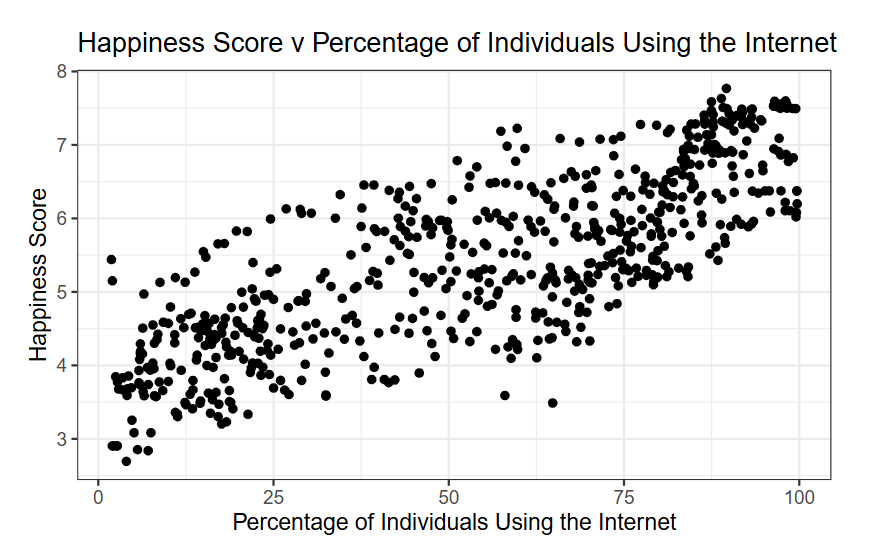 Happiness Score v Percentage of Individuals Using the Internet
8
7
6
5
4
3
Happiness Score
0 25 50 75 100
Percentage of Individuals Using the Internet